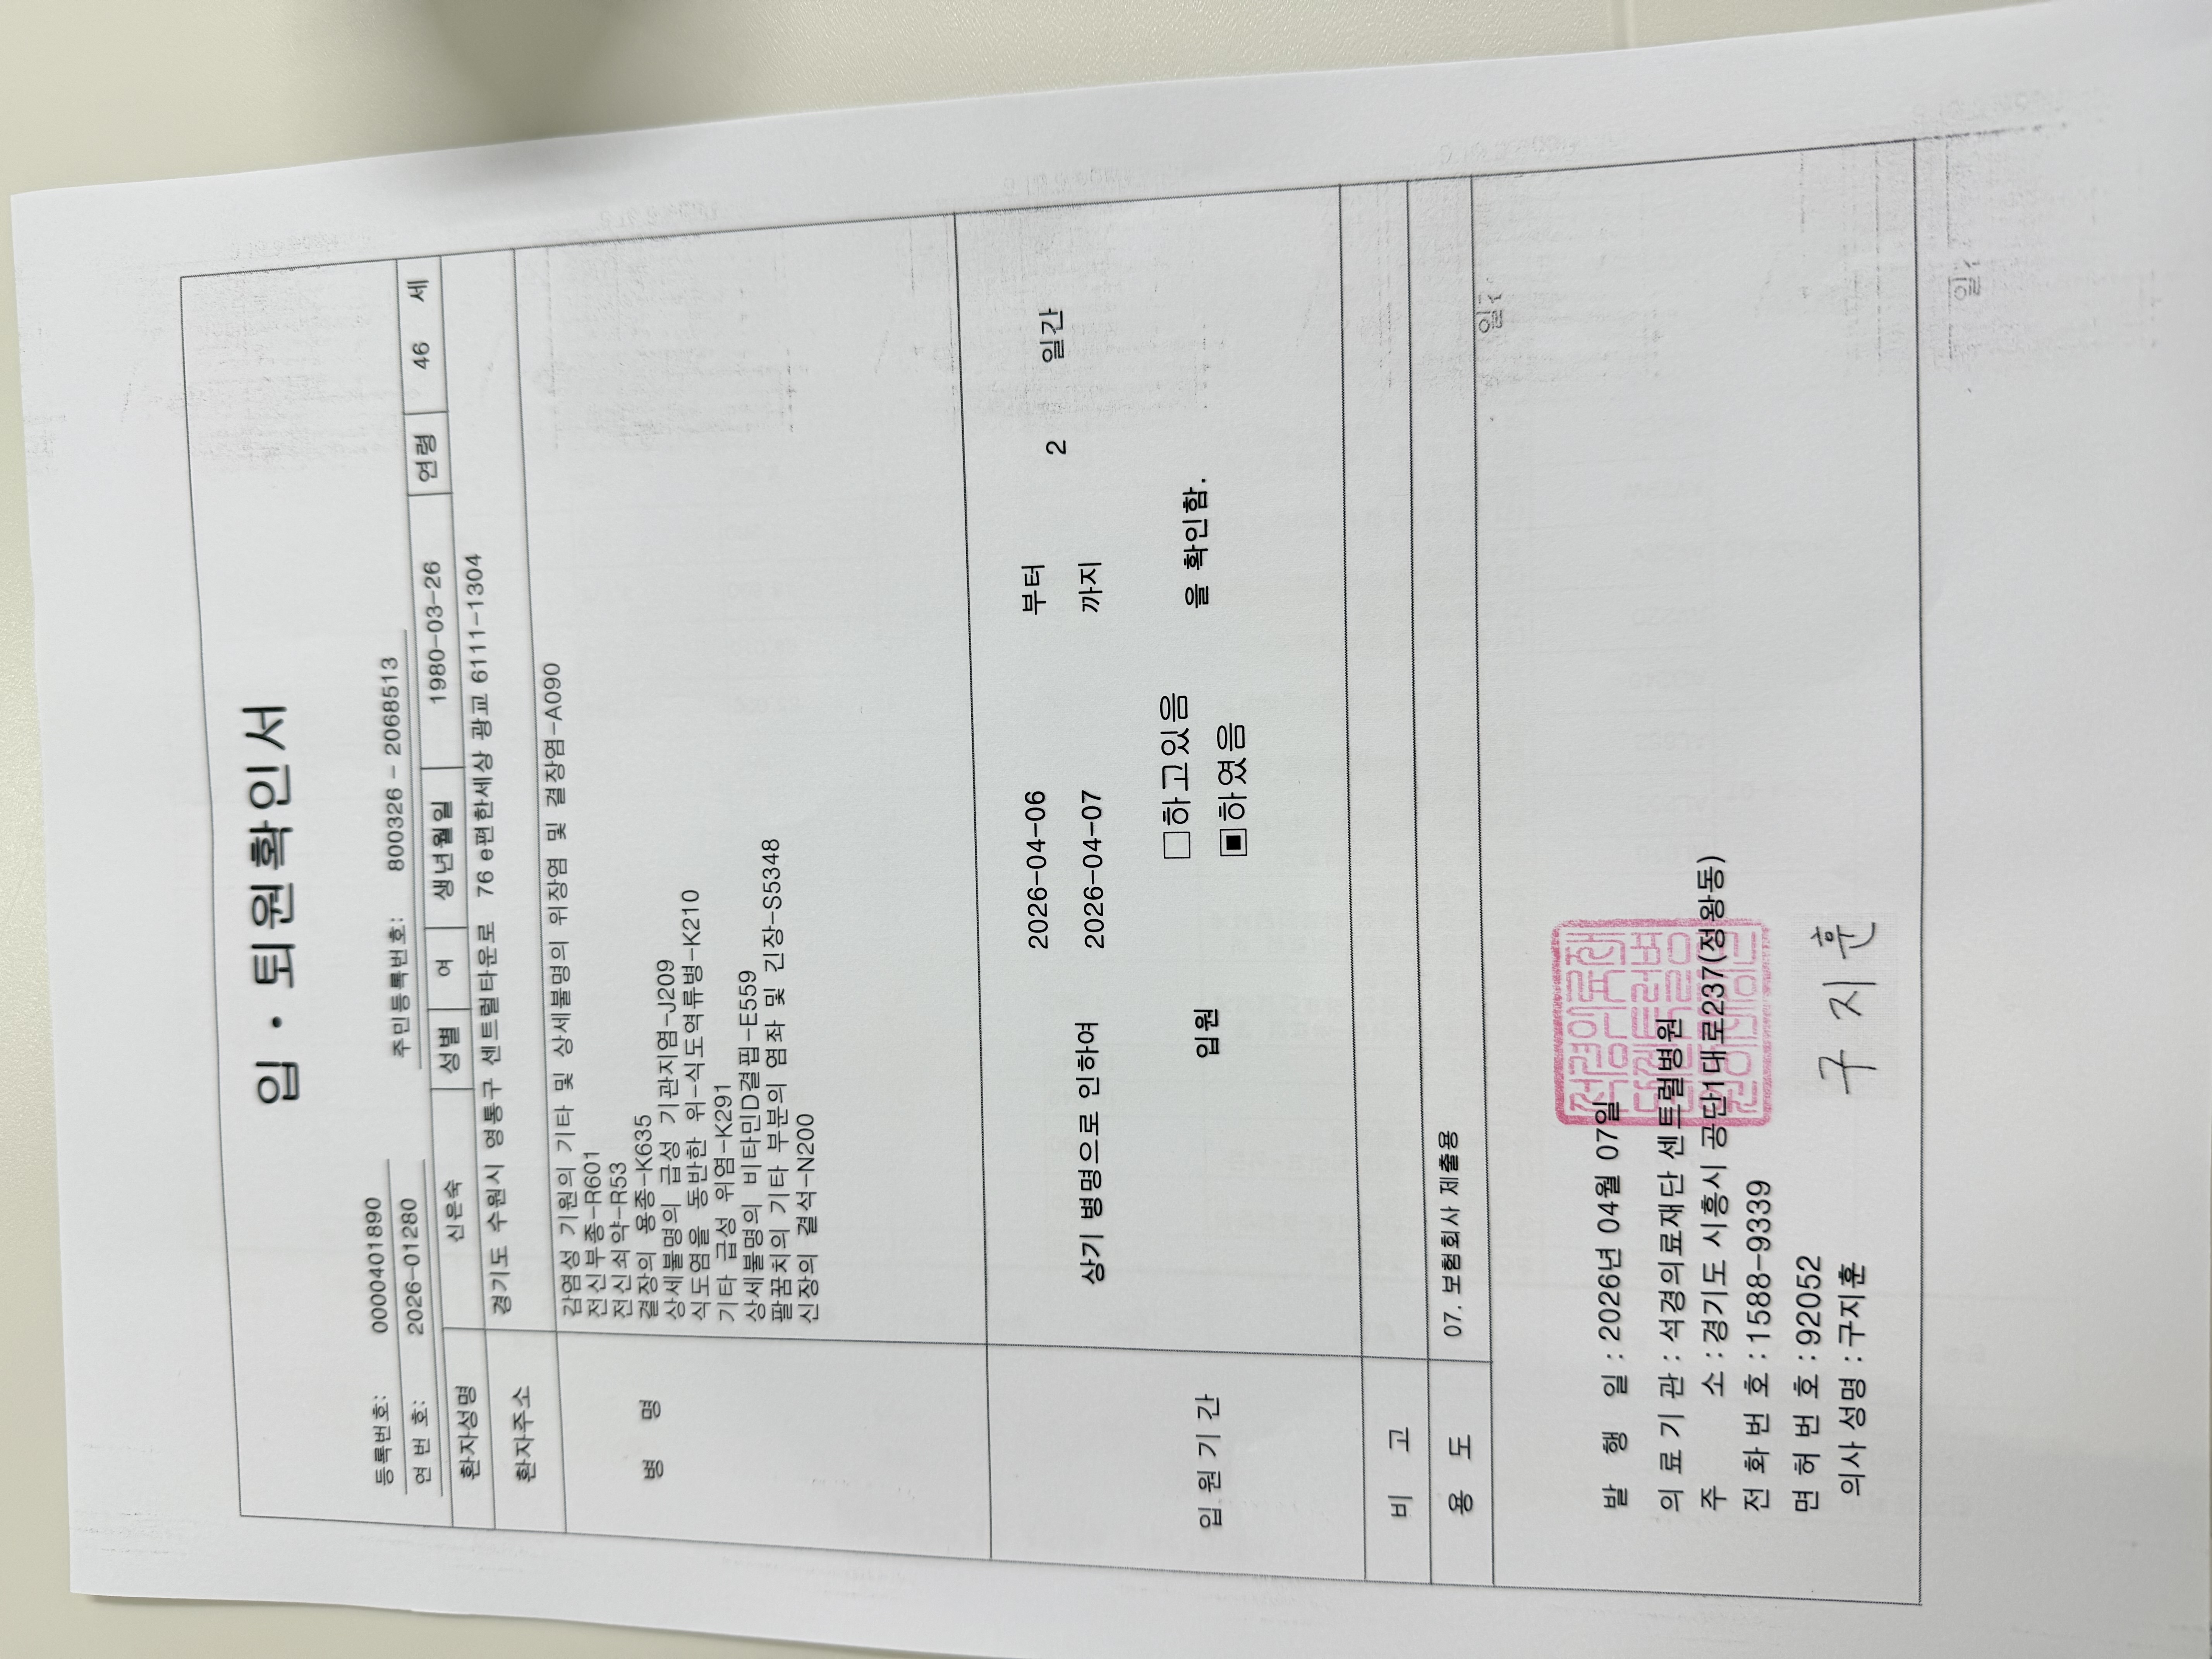 입 · 퇴원확인서
등록번호: 000401890
연 번 호: 2026-01280
주민등록번호: 800326 - 2068513
환자성명 신은숙 성별 여 생년월일 1980-03-26 연령 46 세
환자주소 경기도 수원시 영통구 센트럴타운로 76 e편한세상 광교 6111-1304
병 명
감염성 기원의 기타 및 상세불명의 위장염 및 결장염-A090
전신부종-R601
전신쇠약-R53
결장의 용종-K635
상세불명의 급성 기관지염-J209
식도염을 동반한 위-식도역류병-K210
기타 급성 위염-K291
상세불명의 비타민D결핍-E559
팔꿈치의 기타 부분의 염좌 및 긴장-S5348
신장의 결석-N200
입원기간
상기 병명으로 인하여
2026-04-06 부터
2026-04-07 까지
2 일간
입원
□하고있음
▣하였음
을 확인함.
비 고
용 도 07. 보험회사 제출용
발 행 일 : 2026년 04월 07일
의 료 기 관 : 석경의료재단 센트럴병원
주 소 : 경기도 시흥시 공단1대로237(정왕동)
전 화 번 호 : 1588-9339
면 허 번 호 : 92052
의사 성명 : 구지훈
구 지 훈